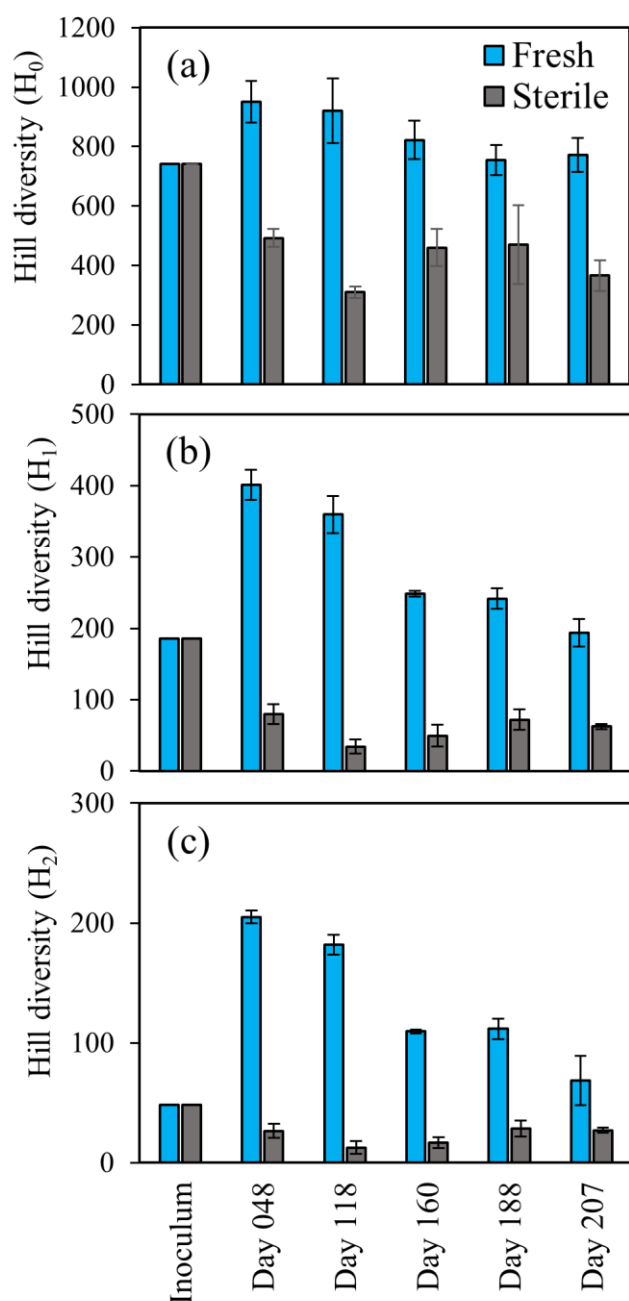 (a)
Fresh
Sterile
Hill diversity (H₀)
1200
1000
800
600
400
200
0
(b)
Hill diversity (H₁)
500
400
300
200
100
0
(c)
Hill diversity (H₂)
300
200
100
0
Inoculum
Day 048
Day 118
Day 160
Day 188
Day 207